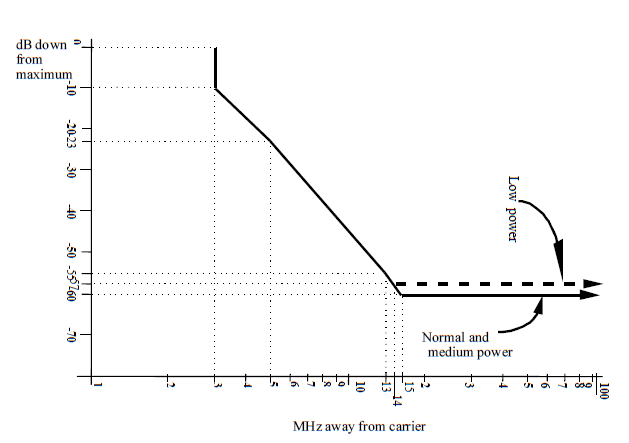 dB down
from
maximum
0
-10
-20
-23
-30
-40
-50
-55
-57
-60
-70
Low power
Normal and
medium power
1 2 3 4 5 6 7 8 9 10 13 14 15 2 3 4 5 6 7 8 9 100
MHz away from carrier